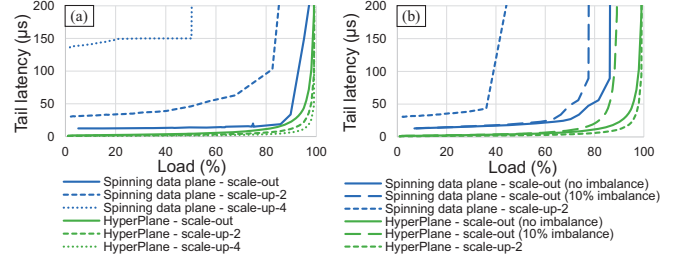 (a)
Tail latency (µs)
200
150
100
50
0
0 20 40 60 80 100
Load (%)
Spinning data plane - scale-out
Spinning data plane - scale-up-2
Spinning data plane - scale-up-4
HyperPlane - scale-out
HyperPlane - scale-up-2
HyperPlane - scale-up-4
(b)
Tail latency (µs)
200
150
100
50
0
0 20 40 60 80 100
Load (%)
Spinning data plane - scale-out (no imbalance)
Spinning data plane - scale-out (10% imbalance)
Spinning data plane - scale-up-2
HyperPlane - scale-out (no imbalance)
HyperPlane - scale-out (10% imbalance)
HyperPlane - scale-up-2